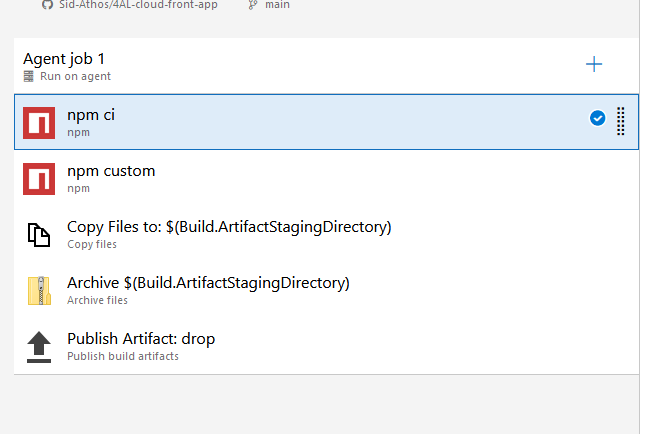 Sid-Athos/4AL-cloud-front-app main
Agent job 1
Run on agent
npm ci
npm
npm custom
npm
Copy Files to: $(Build.ArtifactStagingDirectory)
Copy files
Archive $(Build.ArtifactStagingDirectory)
Archive files
Publish Artifact: drop
Publish build artifacts